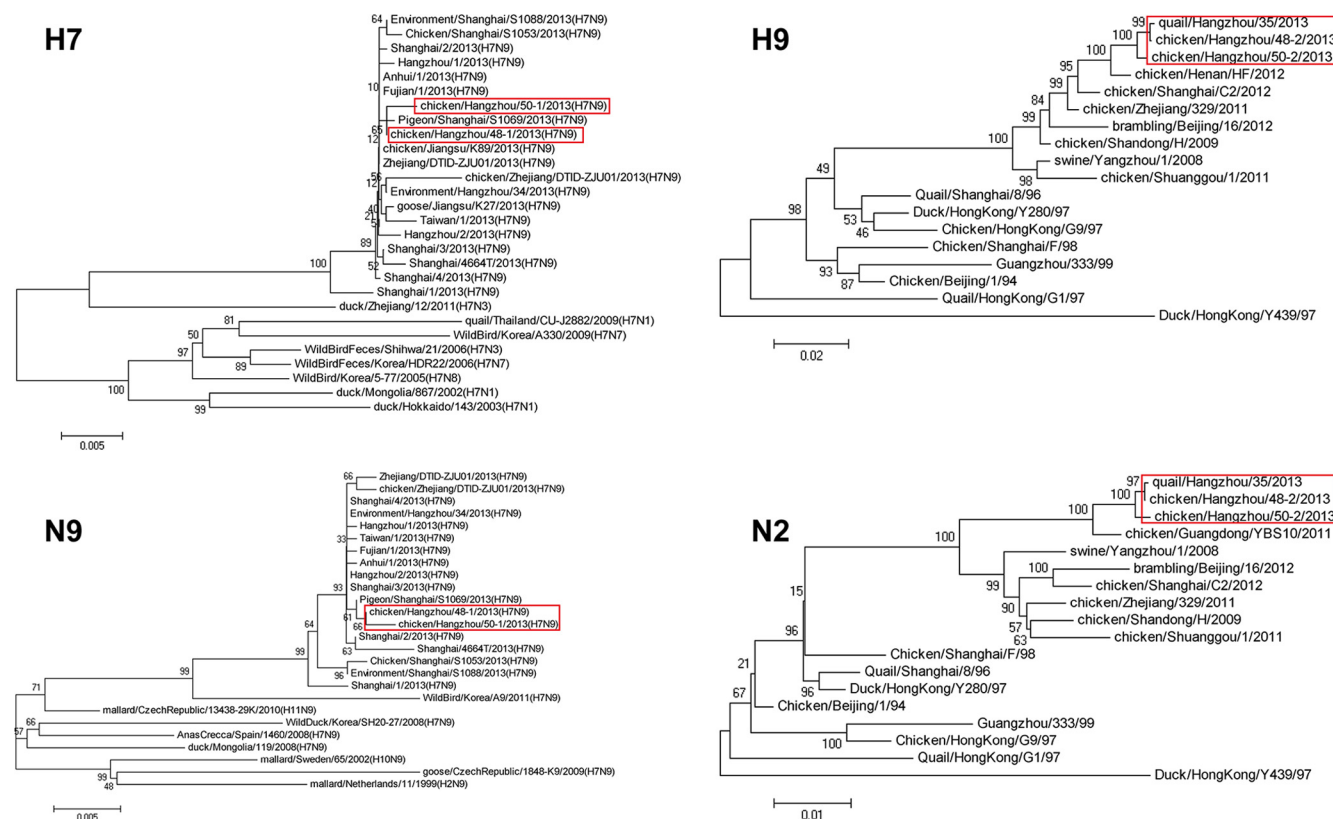 H7
64
Environment/Shanghai/S1088/2013(H7N9)
Chicken/Shanghai/S1053/2013(H7N9)
Shanghai/2/2013(H7N9)
Hangzhou/1/2013(H7N9)
Anhui/1/2013(H7N9)
10
Fujian/1/2013(H7N9)
chicken/Hangzhou/50-1/2013(H7N9)
Pigeon/Shanghai/S1069/2013(H7N9)
65
chicken/Hangzhou/48-1/2013(H7N9)
12
chicken/Jiangsu/K89/2013(H7N9)
Zhejiang/DTID-ZJU01/2013(H7N9)
chicken/Zhejiang/DTID-ZJU01/2013(H7N9)
12
Environment/Hangzhou/34/2013(H7N9)
goose/Jiangsu/K27/2013(H7N9)
40
21
Taiwan/1/2013(H7N9)
Hangzhou/2/2013(H7N9)
89
Shanghai/3/2013(H7N9)
52
Shanghai/4664T/2013(H7N9)
Shanghai/4/2013(H7N9)
100
Shanghai/1/2013(H7N9)
duck/Zhejiang/12/2011(H7N3)
81
quail/Thailand/CU-J2882/2009(H7N1)
50
WildBird/Korea/A330/2009(H7N7)
97
WildBirdFeces/Shihwa/21/2006(H7N3)
89
WildBirdFeces/Korea/HDR22/2006(H7N7)
WildBird/Korea/5-77/2005(H7N8)
100
duck/Mongolia/867/2002(H7N1)
99
duck/Hokkaido/143/2003(H7N1)
0.005
H9
99
quail/Hangzhou/35/2013
100
chicken/Hangzhou/48-2/2013
100
chicken/Hangzhou/50-2/2013
95
chicken/Henan/HF/2012
99
chicken/Shanghai/C2/2012
84
chicken/Zhejiang/329/2011
99
brambling/Beijing/16/2012
100
chicken/Shandong/H/2009
swine/Yangzhou/1/2008
98
chicken/Shuanggou/1/2011
49
Quail/Shanghai/8/96
98
53
Duck/HongKong/Y280/97
46
Chicken/HongKong/G9/97
Chicken/Shanghai/F/98
93
Guangzhou/333/99
87
Chicken/Beijing/1/94
Quail/HongKong/G1/97
Duck/HongKong/Y439/97
0.02
N9
66
Zhejiang/DTID-ZJU01/2013(H7N9)
chicken/Zhejiang/DTID-ZJU01/2013(H7N9)
Shanghai/4/2013(H7N9)
Environment/Hangzhou/34/2013(H7N9)
Hangzhou/1/2013(H7N9)
33
Taiwan/1/2013(H7N9)
Fujian/1/2013(H7N9)
Anhui/1/2013(H7N9)
Hangzhou/2/2013(H7N9)
93
Shanghai/3/2013(H7N9)
Pigeon/Shanghai/S1069/2013(H7N9)
61
chicken/Hangzhou/48-1/2013(H7N9)
66
chicken/Hangzhou/50-1/2013(H7N9)
64
Shanghai/2/2013(H7N9)
63
Shanghai/4664T/2013(H7N9)
99
Chicken/Shanghai/S1053/2013(H7N9)
96
Environment/Shanghai/S1088/2013(H7N9)
99
Shanghai/1/2013(H7N9)
71
WildBird/Korea/A9/2011(H7N9)
mallard/CzechRepublic/13438-29K/2010(H11N9)
66
WildDuck/Korea/SH20-27/2008(H7N9)
57
AnasCrecca/Spain/1460/2008(H7N9)
duck/Mongolia/119/2008(H7N9)
mallard/Sweden/65/2002(H10N9)
99
goose/CzechRepublic/1848-K9/2009(H7N9)
48
mallard/Netherlands/11/1999(H2N9)
0.005
N2
97
quail/Hangzhou/35/2013
100
chicken/Hangzhou/48-2/2013
100
chicken/Hangzhou/50-2/2013
100
chicken/Guangdong/YBS10/2011
swine/Yangzhou/1/2008
100
brambling/Beijing/16/2012
99
chicken/Shanghai/C2/2012
15
90
chicken/Zhejiang/329/2011
57
chicken/Shandong/H/2009
63
chicken/Shuanggou/1/2011
96
Chicken/Shanghai/F/98
21
Quail/Shanghai/8/96
96
Duck/HongKong/Y280/97
67
Chicken/Beijing/1/94
Guangzhou/333/99
100
Chicken/HongKong/G9/97
Quail/HongKong/G1/97
Duck/HongKong/Y439/97
0.01